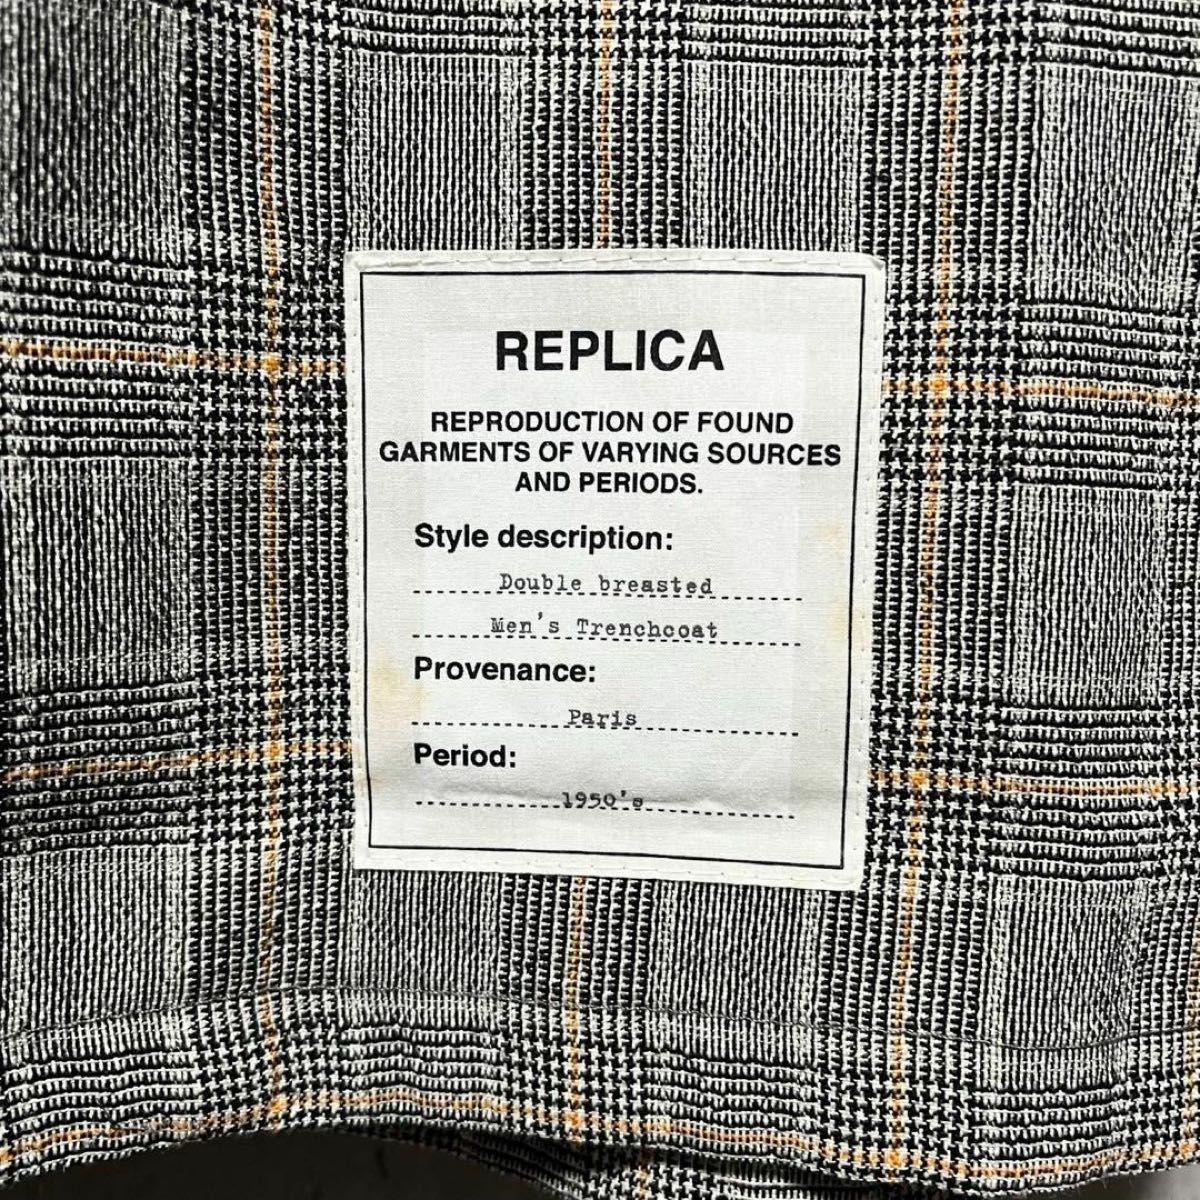 REPLICA
REPRODUCTION OF FOUND
GARMENTS OF VARYING SOURCES
AND PERIODS.
Style description:
Double breasted
Men's Trenchcoat
Provenance:
Paris
Period:
1950's